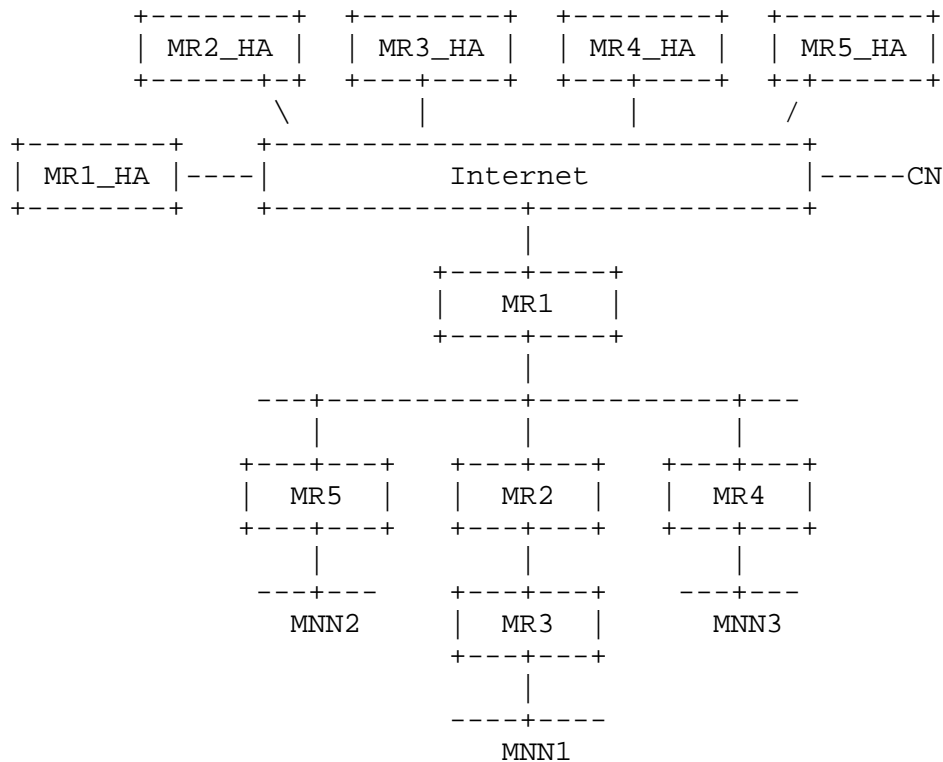 MR2_HA MR3_HA MR4_HA MR5_HA
MR1_HA Internet CN
MR1
MR5 MR2 MR4
MNN2 MR3 MNN3
MNN1